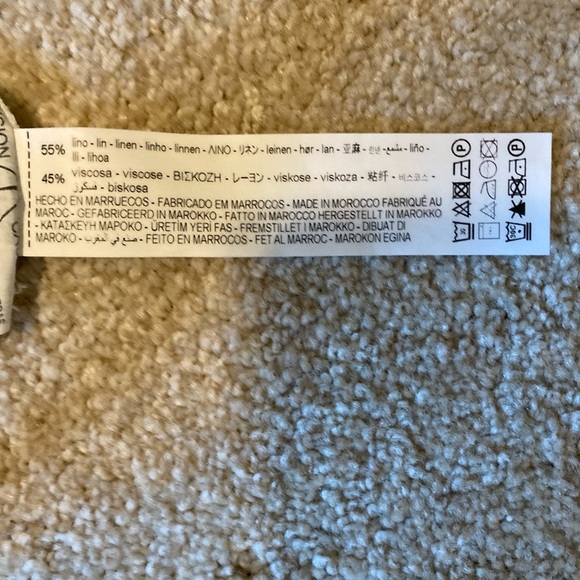 55% lino - lin - linen - linho - linnen - ΛΙΝΟ - リネン - leinen - hør - lan - 亚麻 - 린넨 - مشمع - liño -
lli - lihoa
45% viscosa - viscose - ΒΙΣΚΟΖΗ - レーヨン - viskose - viskoza - 粘纤 - 비스코스 -
فسكوز - biskosa
HECHO EN MARRUECOS - FABRICADO EM MARROCOS - MADE IN MOROCCO FABRIQUÉ AU
MAROC - GEFABRICEERD IN MAROKKO - FATTO IN MAROCCO HERGESTELLT IN MAROKKO
- ΚΑΤΑΣΚΕΥΗ ΜΑΡΟΚΟ - ÜRETİM YERİ FAS - FREMSTILLET I MAROKKO - DIBUAT DI
MAROKO - صنع في المغرب - FEITO EN MARROCOS - FET AL MARROC - MAROKON EGINA
P
P